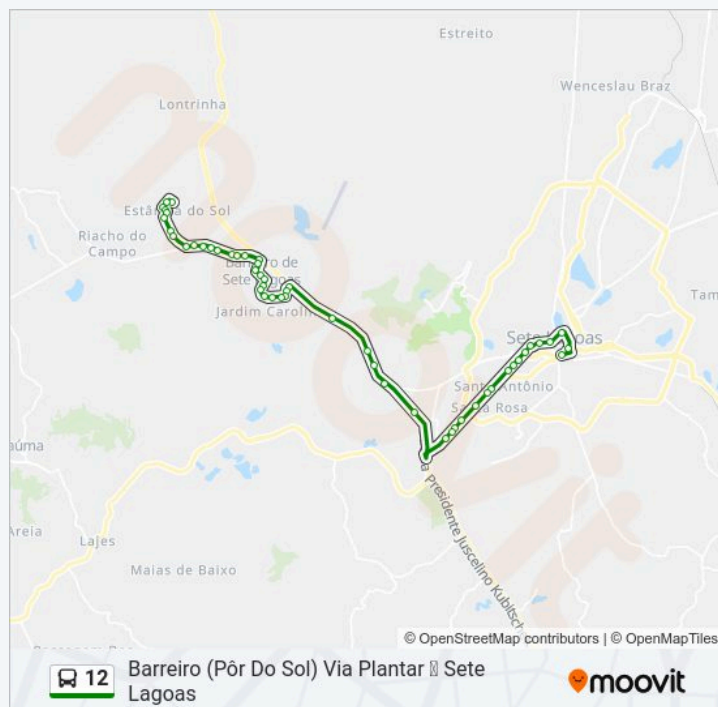 Estreito
Wenceslau Braz
Lontrinha
Estância do Sol
Riacho do
Campo
Barreiro de
Sete Lagoas
Jardim Carolina
Sete Lagoas
Santo Antônio
Santa Rosa
Lajes
Areia
Maias de Baixo
Presidente Juscelino Kubitsch
moovit
© OpenStreetMap contributors | © OpenMapTiles
12
Barreiro (Pôr Do Sol) Via Plantar  Sete
Lagoas
moovit